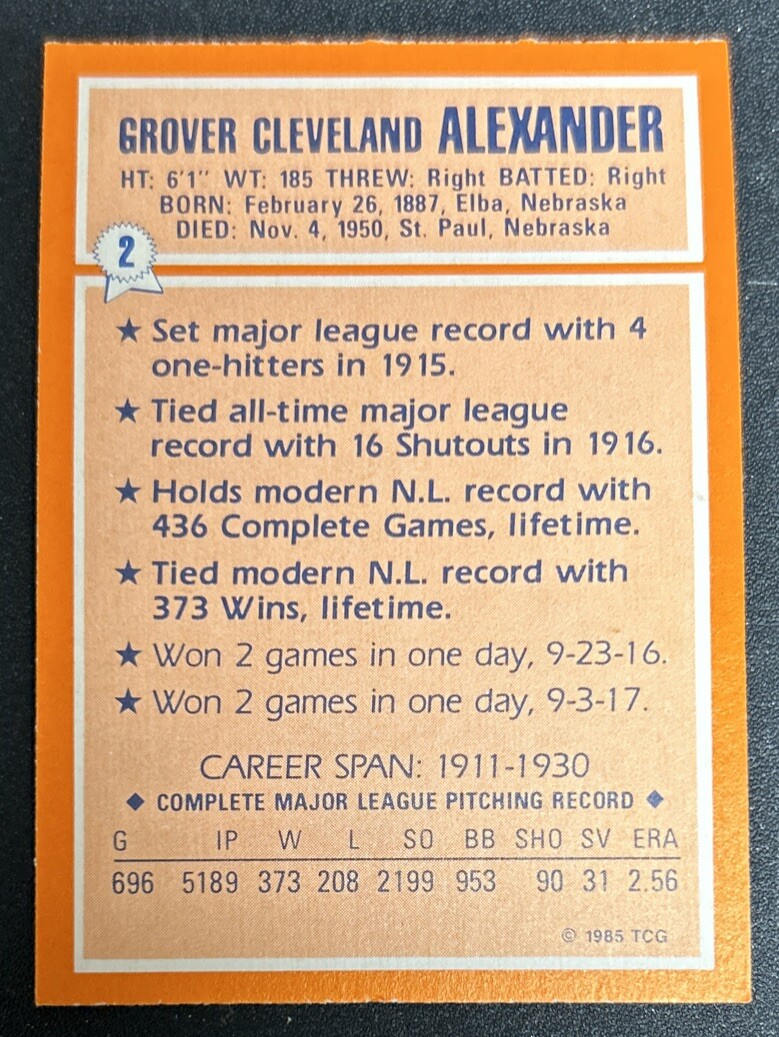 GROVER CLEVELAND ALEXANDER
HT: 6'1" WT: 185 THREW: Right BATTED: Right
BORN: February 26, 1887, Elba, Nebraska
DIED: Nov. 4, 1950, St. Paul, Nebraska
2
★ Set major league record with 4
one-hitters in 1915.
★ Tied all-time major league
record with 16 Shutouts in 1916.
★ Holds modern N.L. record with
436 Complete Games, lifetime.
★ Tied modern N.L. record with
373 Wins, lifetime.
★ Won 2 games in one day, 9-23-16.
★ Won 2 games in one day, 9-3-17.
CAREER SPAN: 1911-1930
◆ COMPLETE MAJOR LEAGUE PITCHING RECORD ◆
G IP W L SO BB SHO SV ERA
696 5189 373 208 2199 953 90 31 2.56
© 1985 TCG